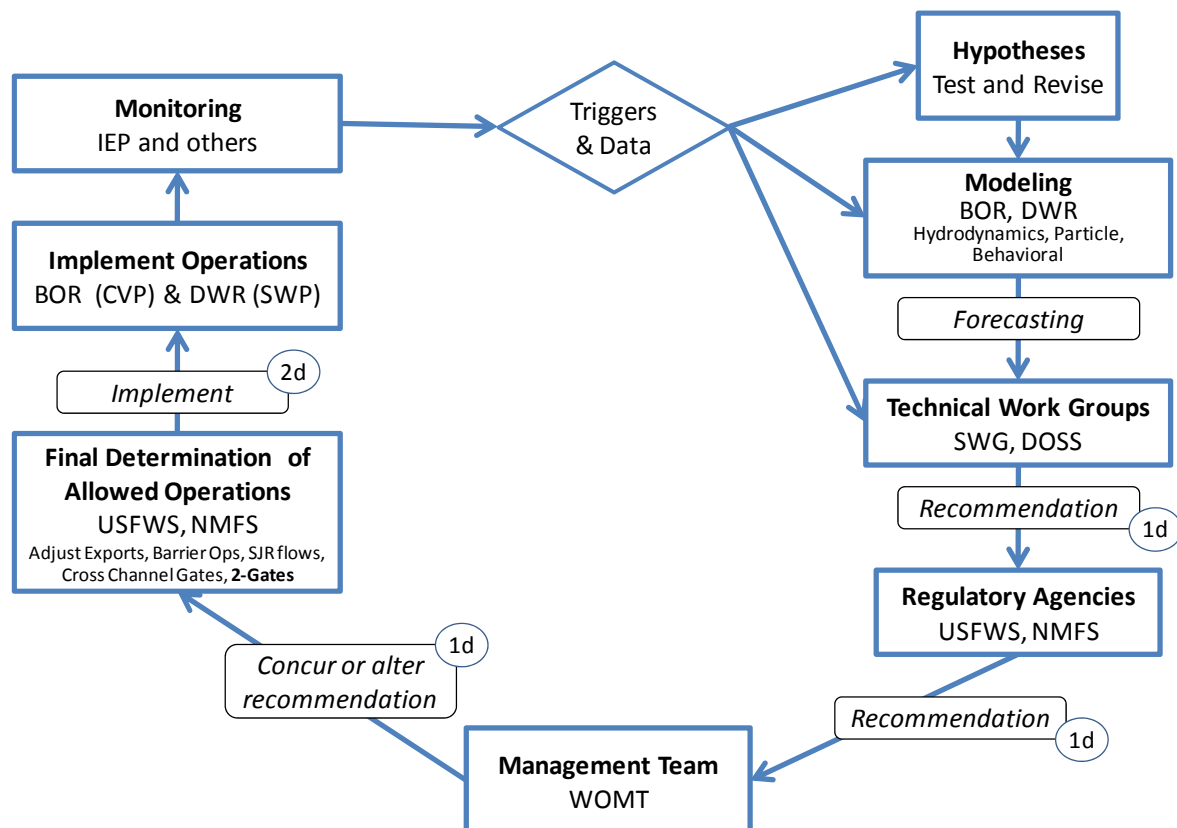 Hypotheses
Test and Revise
Monitoring
IEP and others
Triggers
& Data
Modeling
BOR, DWR
Hydrodynamics, Particle,
Behavioral
Implement Operations
BOR (CVP) & DWR (SWP)
Forecasting
2d
Implement
Technical Work Groups
SWG, DOSS
Final Determination of
Allowed Operations
USFWS, NMFS
Adjust Exports, Barrier Ops, SJR flows,
Cross Channel Gates, 2-Gates
Recommendation
1d
Regulatory Agencies
USFWS, NMFS
1d
Concur or alter
recommendation
Recommendation
1d
Management Team
WOMT